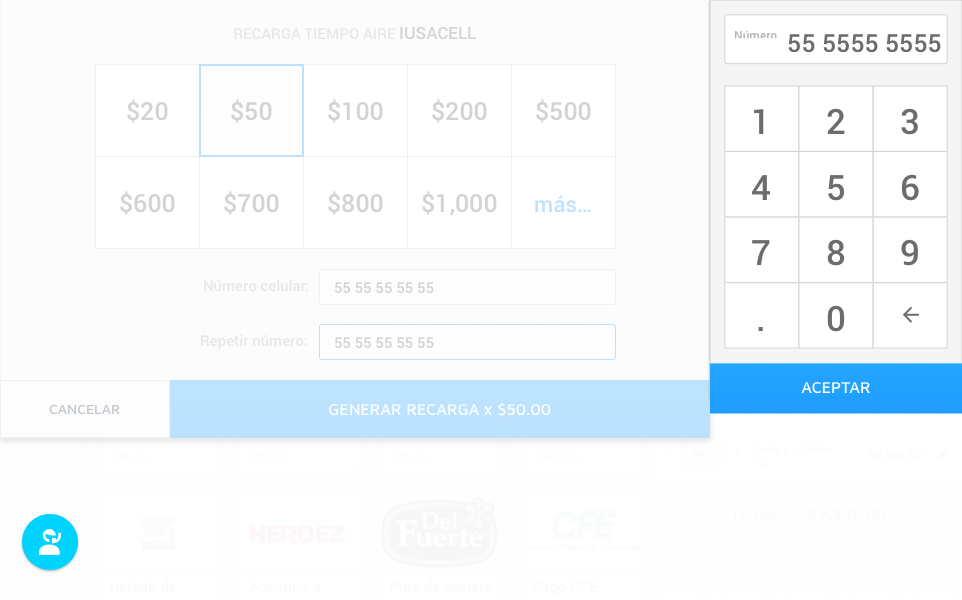 RECARGA TIEMPO AIRE IUSACELL
$20 $50 $100 $200 $500
$600 $700 $800 $1,000 más...
Número celular: 55 55 55 55 55
Repetir número: 55 55 55 55 55
CANCELAR
GENERAR RECARGA x $50.00
Número 55 5555 5555
1 2 3
4 5 6
7 8 9
. 0 ←
ACEPTAR
TOTAL
HERDEZ
Del Fuerte
CFE
Helado de
Aceituna s
Pure de tomate
Pago CFE